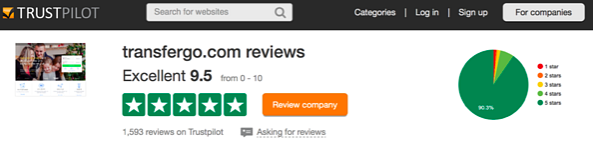 TRUSTPILOT
Search for websites
Categories | Log in | Sign up
For companies
transfergo.com reviews
Excellent 9.5 from 0 - 10
Review company
1,593 reviews on Trustpilot
Asking for reviews
90.3%
1 star
2 stars
3 stars
4 stars
5 stars